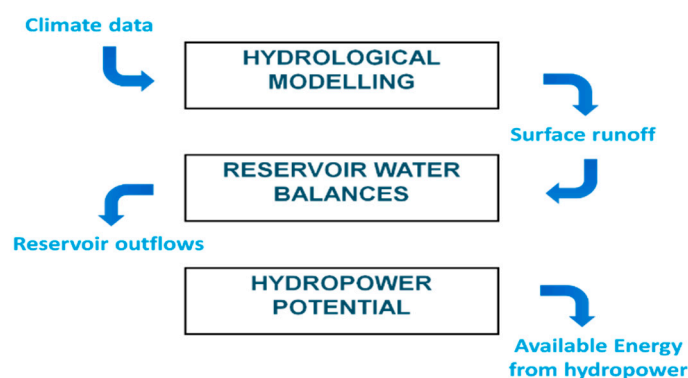 Climate data
HYDROLOGICAL
MODELLING
Surface runoff
RESERVOIR WATER
BALANCES
Reservoir outflows
HYDROPOWER
POTENTIAL
Available Energy
from hydropower